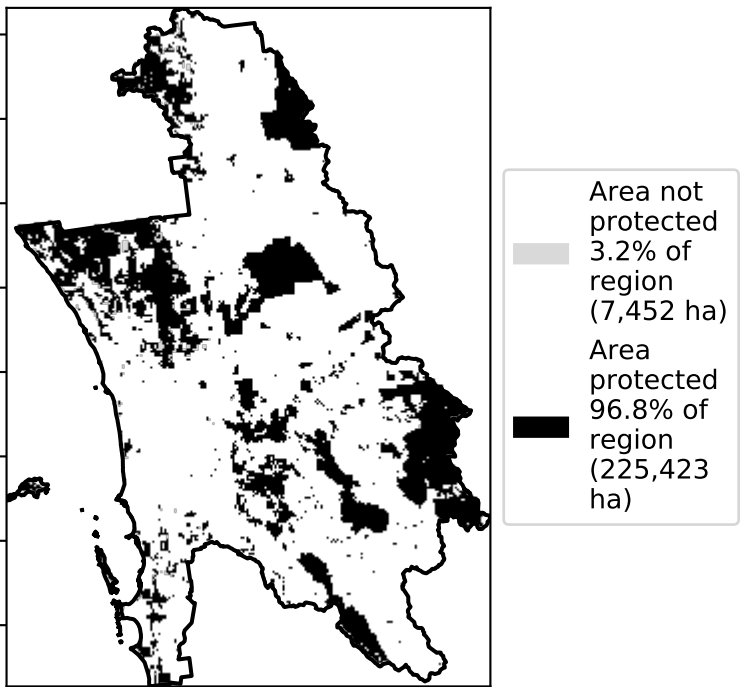 Area not
protected
3.2% of
region
(7,452 ha)
Area
protected
96.8% of
region
(225,423
ha)